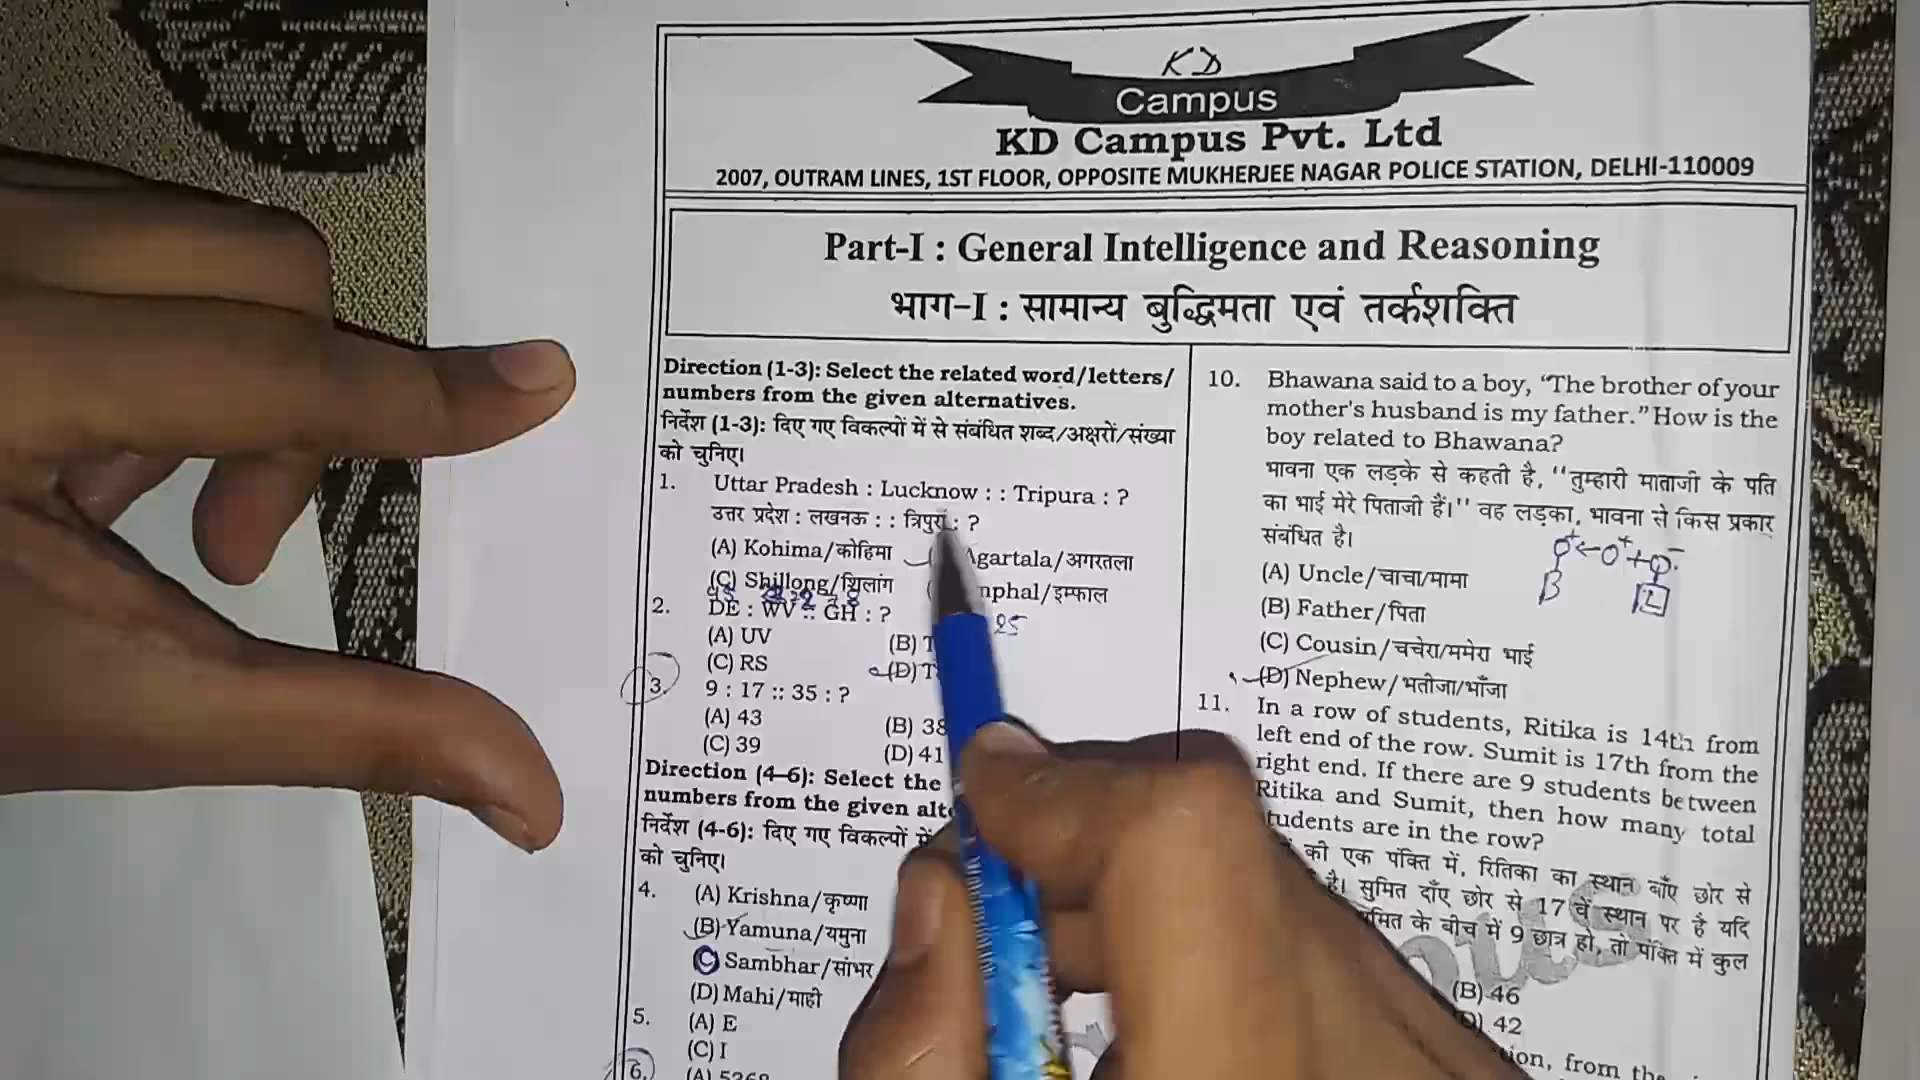 KD
Campus
KD Campus Pvt. Ltd
2007, OUTRAM LINES, 1ST FLOOR, OPPOSITE MUKHERJEE NAGAR POLICE STATION, DELHI-110009
Part-I : General Intelligence and Reasoning
भाग-I : सामान्य बुद्धिमता एवं तर्कशक्ति
Direction (1-3): Select the related word/letters/
numbers from the given alternatives.
निर्देश (1-3): दिए गए विकल्पों में से संबंधित शब्द/अक्षरों/संख्या
को चुनिए।
1. Uttar Pradesh : Lucknow : : Tripura : ?
उत्तर प्रदेश : लखनऊ : : त्रिपुरा : ?
(A) Kohima/कोहिमा Agartala/अगरतला
(C) Shillong/शिलांग mphal/इम्फाल
2. DE : WV :: GH : ?
25
(A) UV (B) T
(C) RS (D) T
3. 9 : 17 :: 35 : ?
(A) 43 (B) 38
(C) 39 (D) 41
Direction (4–6): Select the
numbers from the given alt
निर्देश (4-6): दिए गए विकल्पों में
को चुनिए।
4. (A) Krishna/कृष्णा
(B) Yamuna/यमुना
C Sambhar/सांभर
(D) Mahi/माही
5. (A) E
(C) I
6. (A) 5268
10. Bhawana said to a boy, ‘The brother of your
mother's husband is my father.” How is the
boy related to Bhawana?
भावना एक लड़के से कहती है, ''तुम्हारी माताजी के पति
का भाई मेरे पिताजी हैं।'' वह लड़का, भावना से किस प्रकार
संबंधित है।
(A) Uncle/चाचा/मामा
(B) Father/पिता
(C) Cousin/चचेरा/ममेरा भाई
(D) Nephew/भतीजा/भाँजा
B L
11. In a row of students, Ritika is 14th from
left end of the row. Sumit is 17th from the
right end. If there are 9 students between
Ritika and Sumit, then how many total
tudents are in the row?
की एक पंक्ति में, रितिका का स्थान बाँए छोर से
है। सुमित दाँए छोर से 17 वें स्थान पर है यदि
मित के बीच में 9 छात्र हो, तो पंक्ति में कुल
(B) 46
D) 42
tion, from the